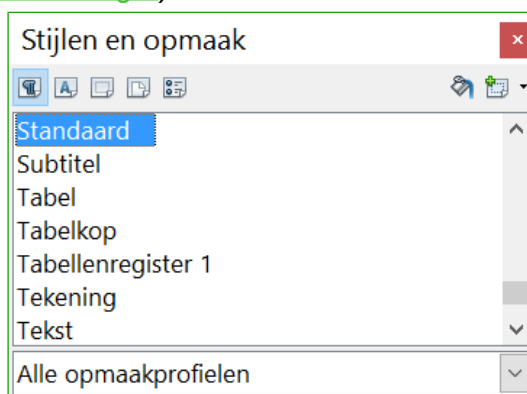 Stijlen en opmaak
Standaard
Subtitel
Tabel
Tabelkop
Tabellenregister 1
Tekening
Tekst
Alle opmaakprofielen